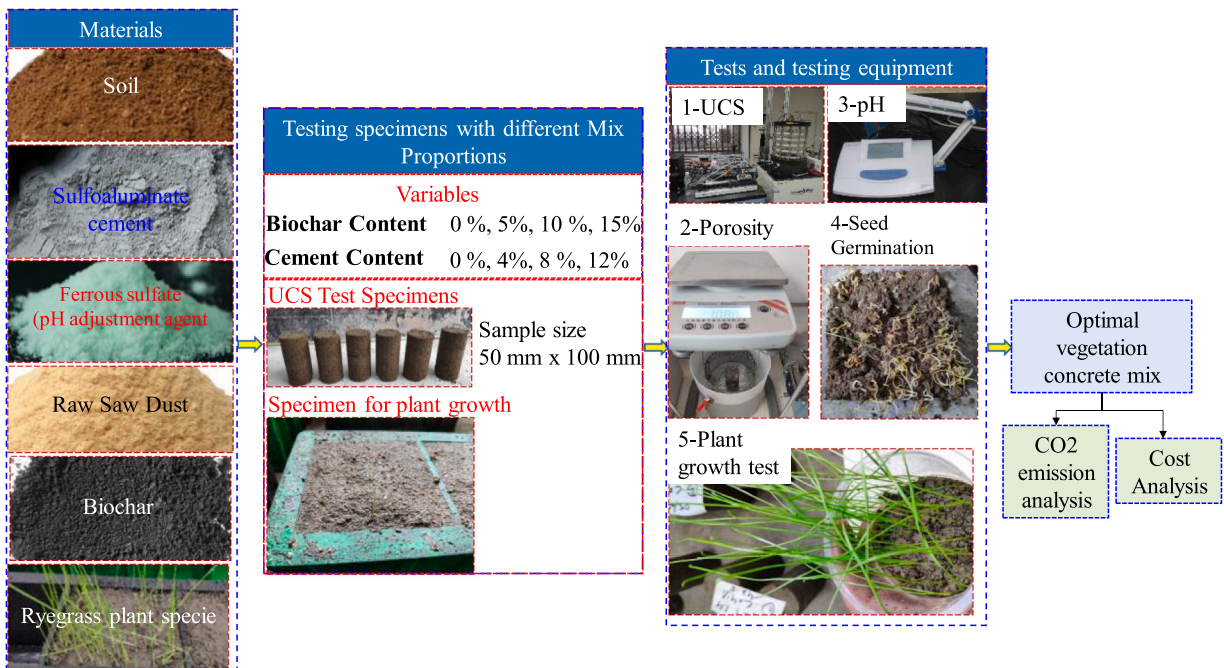 Materials
Soil
Sulfoaluminate
cement
Ferrous sulfate
(pH adjustment agent
Raw Saw Dust
Biochar
Ryegrass plant specie
Testing specimens with different Mix
Proportions
Variables
Biochar Content 0 %, 5%, 10 %, 15%
Cement Content 0 %, 4%, 8 %, 12%
UCS Test Specimens
Sample size
50 mm x 100 mm
Specimen for plant growth
Tests and testing equipment
1-UCS
3-pH
2-Porosity
4-Seed
Germination
5-Plant
growth test
Optimal
vegetation
concrete mix
CO2
emission
analysis
Cost
Analysis